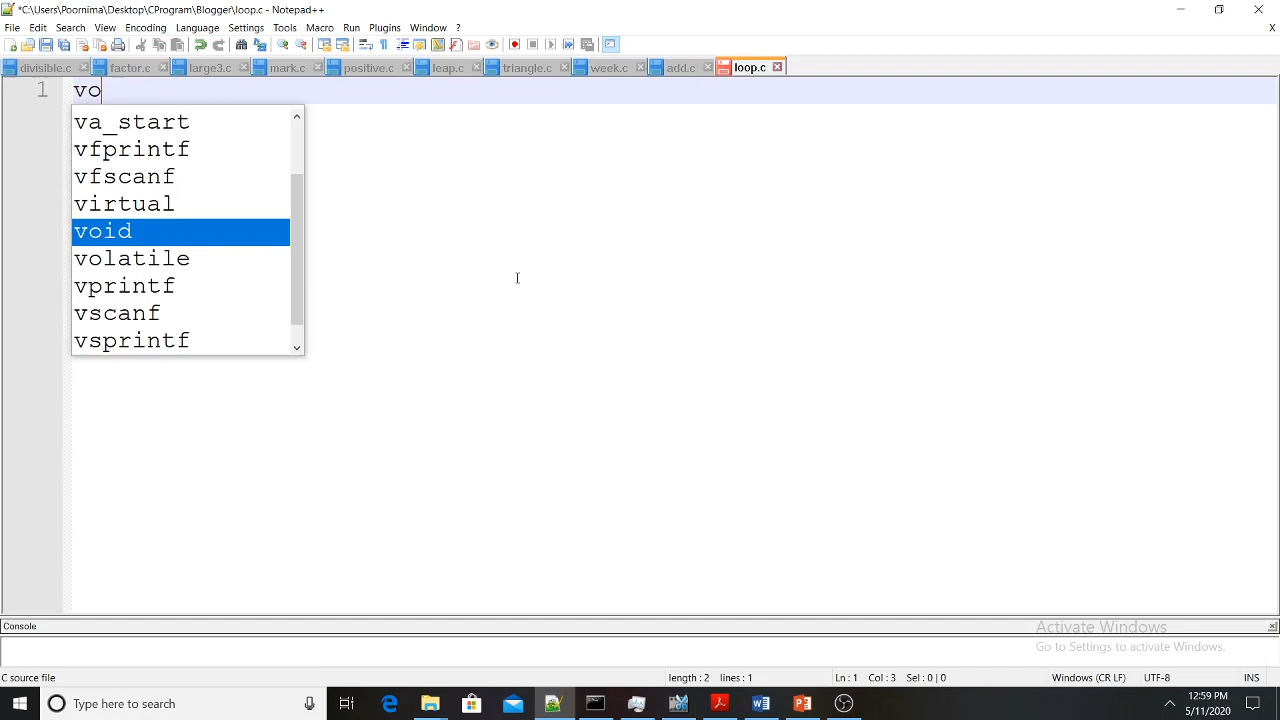 *C:\Users\Poornima\Desktop\CProgram\Blogger\loop.c - Notepad++
File Edit Search View Encoding Language Settings Tools Macro Run Plugins Window ? X
divisible.c factor.c large3.c mark.c positive.c leap.c triangle.c week.c add.c loop.c
1 vo
va_start
vfprintf
vfscanf
virtual
void
volatile
vprintf
vscanf
vsprintf
Console
Activate Windows
Go to Settings to activate Windows.
C source file length : 2 lines : 1 Ln : 1 Col : 3 Sel : 0 | 0 Windows (CR LF) UTF-8 INS
Type here to search
12:59 PM
5/11/2020